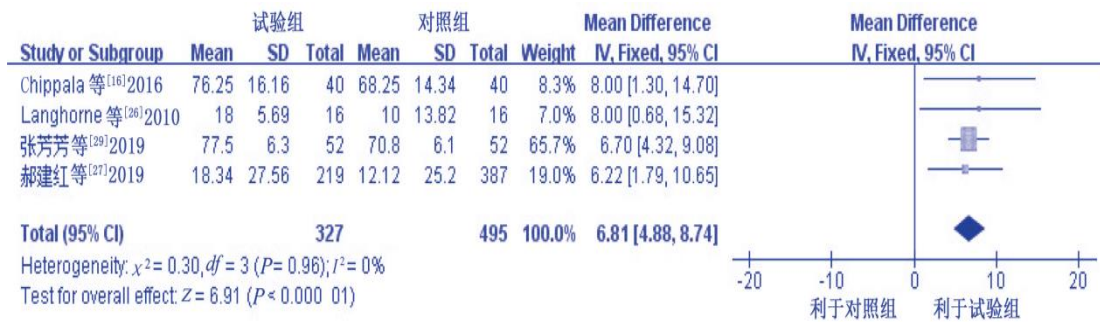 试验组 对照组 Mean Difference Mean Difference
Study or Subgroup Mean SD Total Mean SD Total Weight IV, Fixed, 95% CI IV, Fixed, 95% CI
Chippala 等[16]2016 76.25 16.16 40 68.25 14.34 40 8.3% 8.00 [1.30, 14.70]
Langhorne 等[26]2010 18 5.69 16 10 13.82 16 7.0% 8.00 [0.68, 15.32]
张芳芳等[29]2019 77.5 6.3 52 70.8 6.1 52 65.7% 6.70 [4.32, 9.08]
郝建红等[27]2019 18.34 27.56 219 12.12 25.2 387 19.0% 6.22 [1.79, 10.65]
Total (95% CI) 327 495 100.0% 6.81 [4.88, 8.74]
Heterogeneity: χ²= 0.30, df = 3 (P= 0.96); I²= 0%
Test for overall effect: Z = 6.91 (P< 0.000 01)
-20 -10 0 10 20
利于对照组 利于试验组